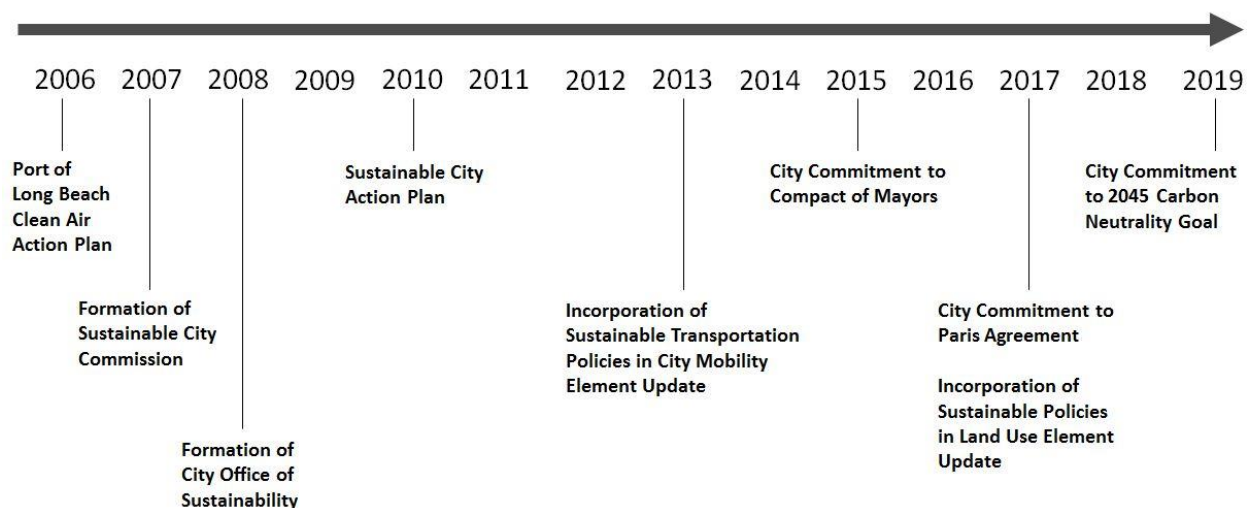 2006 2007 2008 2009 2010 2011 2012 2013 2014 2015 2016 2017 2018 2019
Port of
Long Beach
Clean Air
Action Plan
Formation of
Sustainable City
Commission
Formation of
City Office of
Sustainability
Sustainable City
Action Plan
Incorporation of
Sustainable Transportation
Policies in City Mobility
Element Update
City Commitment to
Compact of Mayors
City Commitment to
Paris Agreement
Incorporation of
Sustainable Policies
in Land Use Element
Update
City Commitment
to 2045 Carbon
Neutrality Goal